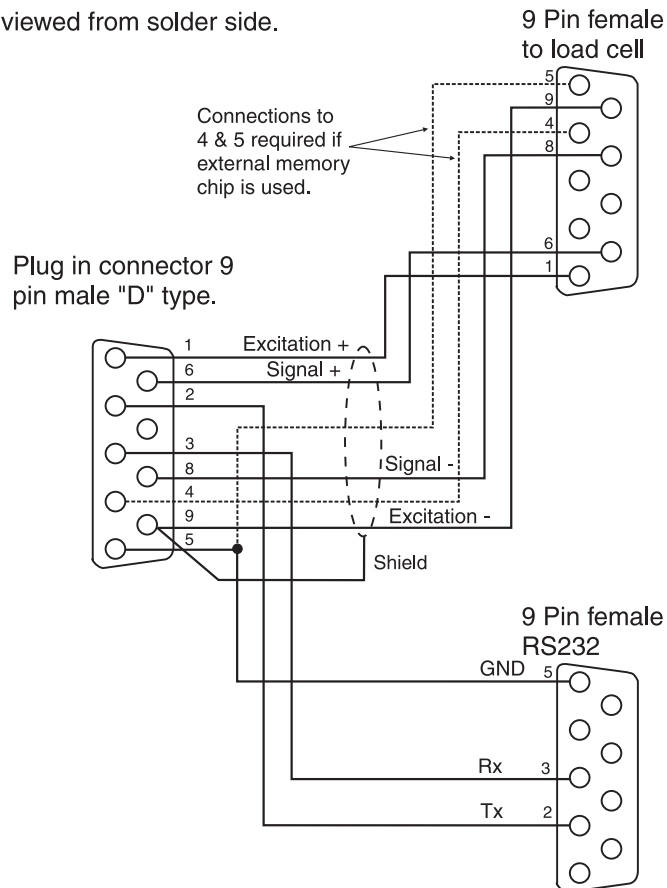 viewed from solder side.
9 Pin female
to load cell
5
9
4
8
6
1
Connections to
4 & 5 required if
external memory
chip is used.
Plug in connector 9
pin male "D" type.
1
Excitation +
6
Signal +
2
3
8
Signal -
4
9
Excitation -
5
Shield
9 Pin female
RS232
GND 5
Rx 3
Tx 2